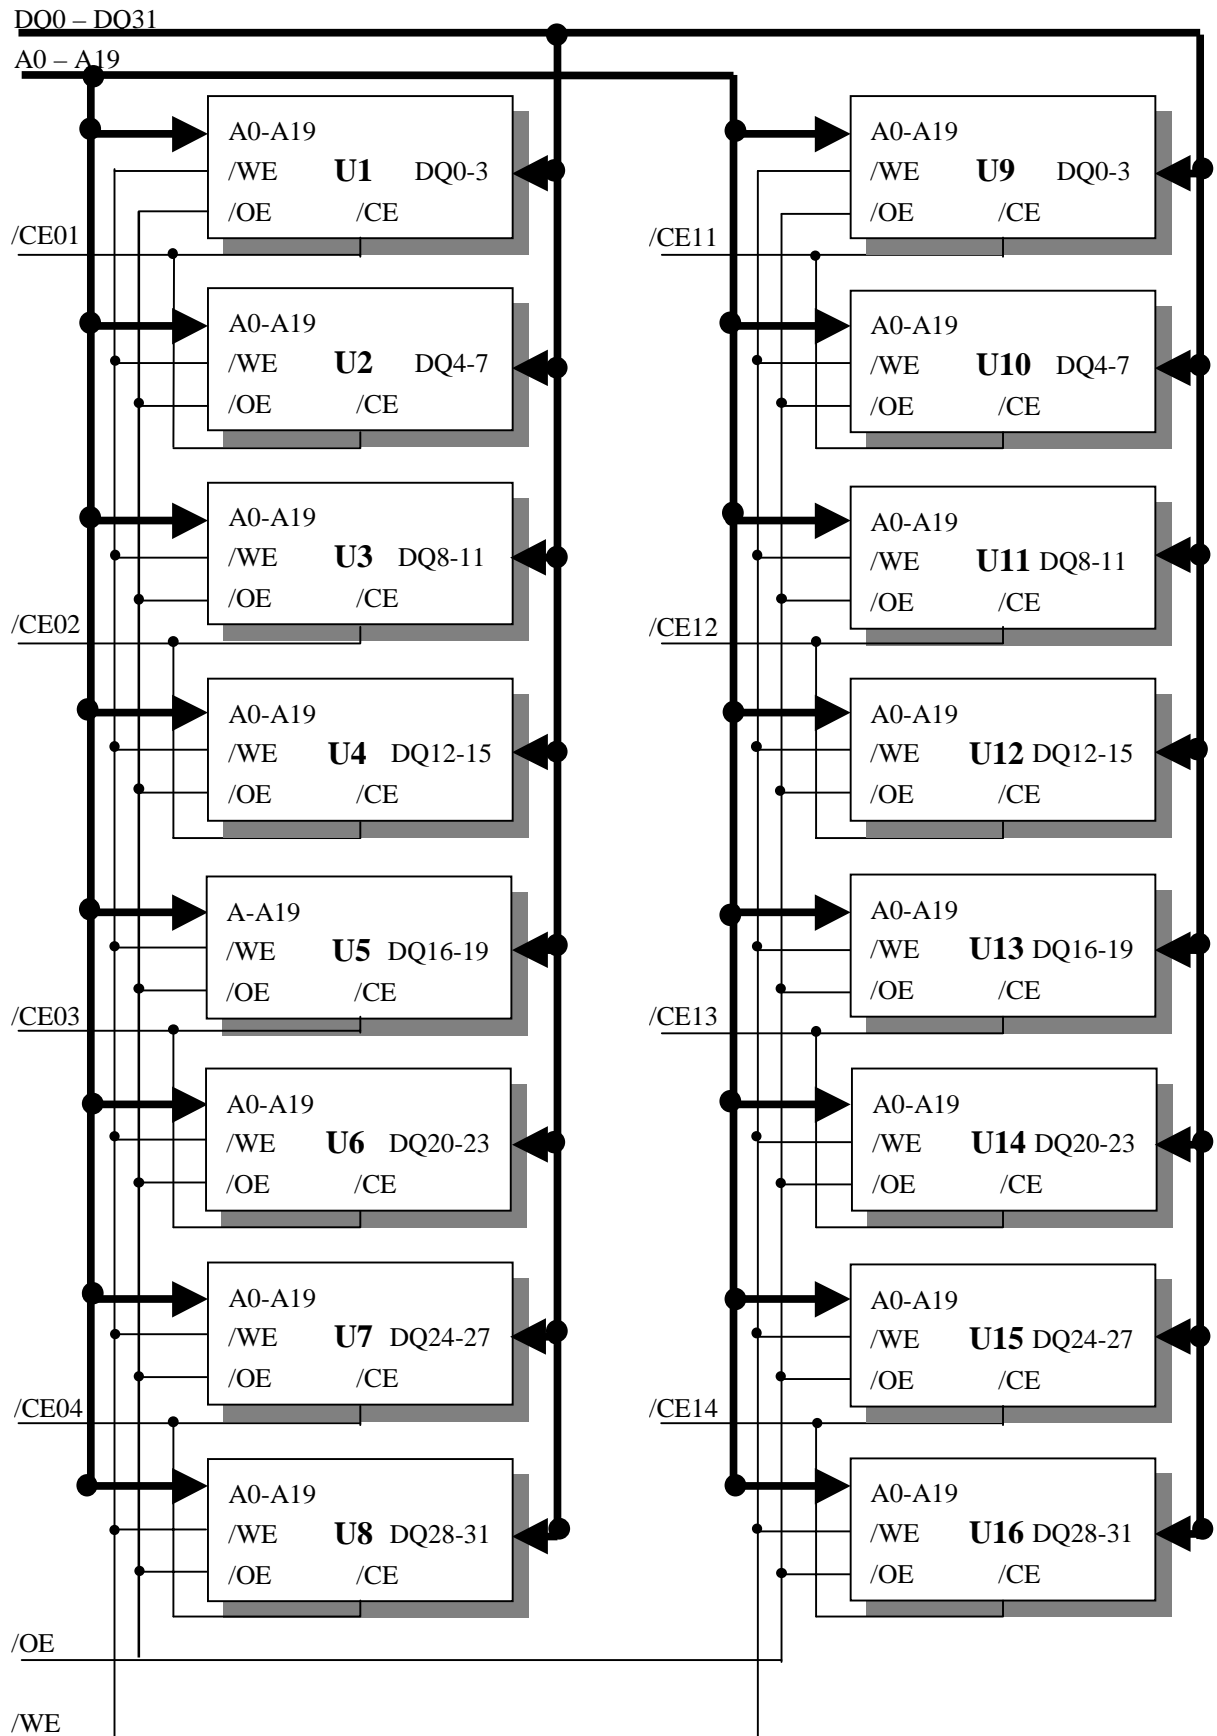 DQ0 – DQ31
A0 – A19
A0-A19
/WE U1 DQ0-3
/OE /CE
/CE01
A0-A19
/WE U2 DQ4-7
/OE /CE
A0-A19
/WE U3 DQ8-11
/OE /CE
/CE02
A0-A19
/WE U4 DQ12-15
/OE /CE
A-A19
/WE U5 DQ16-19
/OE /CE
/CE03
A0-A19
/WE U6 DQ20-23
/OE /CE
A0-A19
/WE U7 DQ24-27
/OE /CE
/CE04
A0-A19
/WE U8 DQ28-31
/OE /CE
A0-A19
/WE U9 DQ0-3
/OE /CE
/CE11
A0-A19
/WE U10 DQ4-7
/OE /CE
A0-A19
/WE U11 DQ8-11
/OE /CE
/CE12
A0-A19
/WE U12 DQ12-15
/OE /CE
A0-A19
/WE U13 DQ16-19
/OE /CE
/CE13
A0-A19
/WE U14 DQ20-23
/OE /CE
A0-A19
/WE U15 DQ24-27
/OE /CE
/CE14
A0-A19
/WE U16 DQ28-31
/OE /CE
/OE
/WE